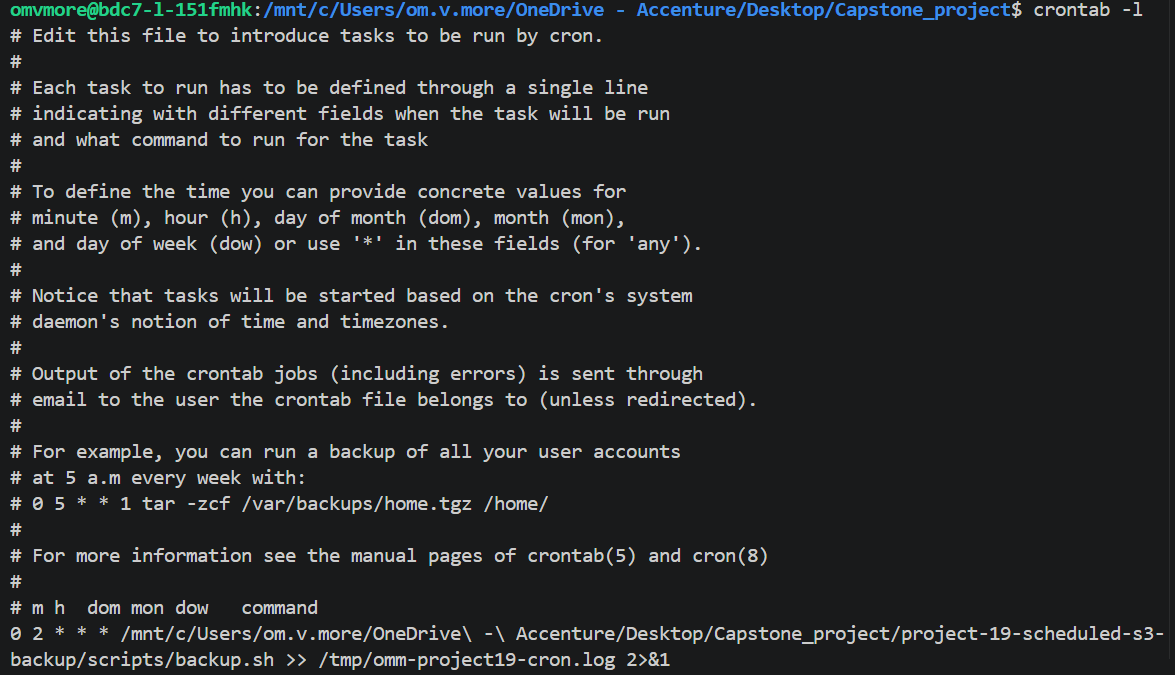 omvmore@bdc7-l-151fmhk:/mnt/c/Users/om.v.more/OneDrive - Accenture/Desktop/Capstone_project$ crontab -l
# Edit this file to introduce tasks to be run by cron.
#
# Each task to run has to be defined through a single line
# indicating with different fields when the task will be run
# and what command to run for the task
#
# To define the time you can provide concrete values for
# minute (m), hour (h), day of month (dom), month (mon),
# and day of week (dow) or use '*' in these fields (for 'any').
#
# Notice that tasks will be started based on the cron's system
# daemon's notion of time and timezones.
#
# Output of the crontab jobs (including errors) is sent through
# email to the user the crontab file belongs to (unless redirected).
#
# For example, you can run a backup of all your user accounts
# at 5 a.m every week with:
# 0 5 * * 1 tar -zcf /var/backups/home.tgz /home/
#
# For more information see the manual pages of crontab(5) and cron(8)
#
# m h  dom mon dow   command
0 2 * * * /mnt/c/Users/om.v.more/OneDrive\ -\ Accenture/Desktop/Capstone_project/project-19-scheduled-s3-
backup/scripts/backup.sh >> /tmp/omm-project19-cron.log 2>&1